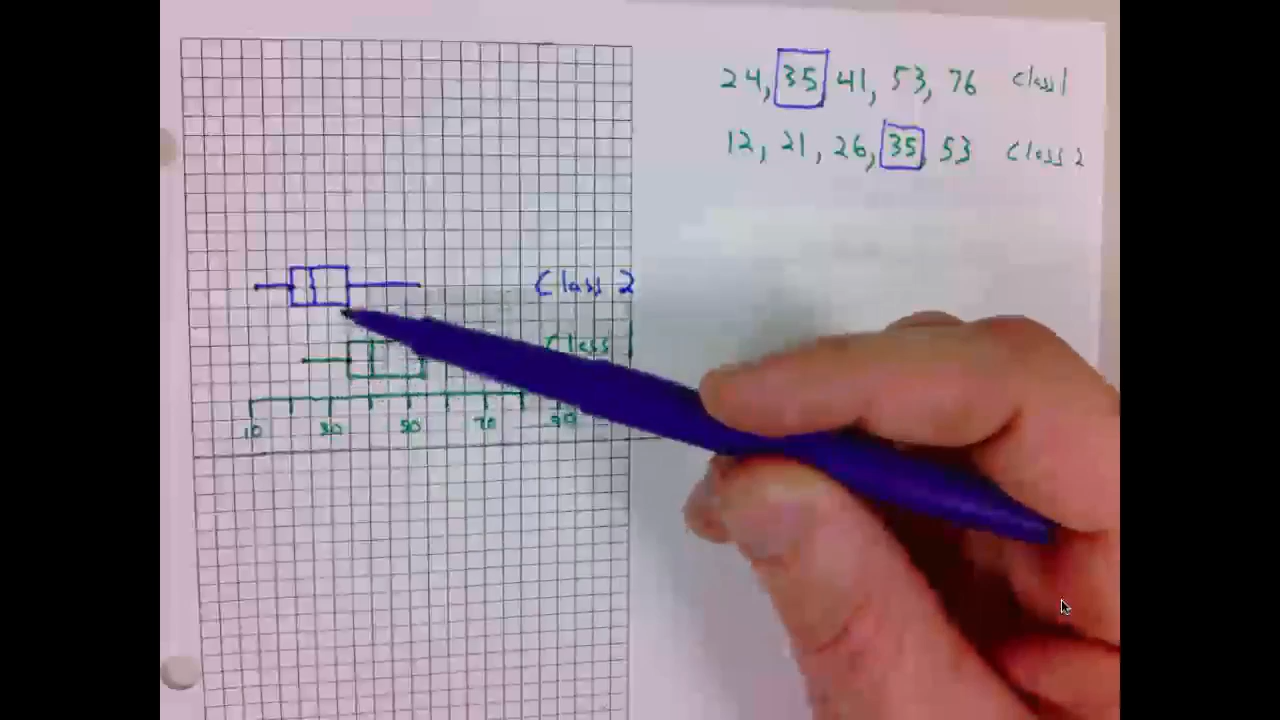 24, 35 41, 53, 76 class 1
12, 21, 26, 35, 53 Class 2
Class 2
Class 1
10 30 50 70 90